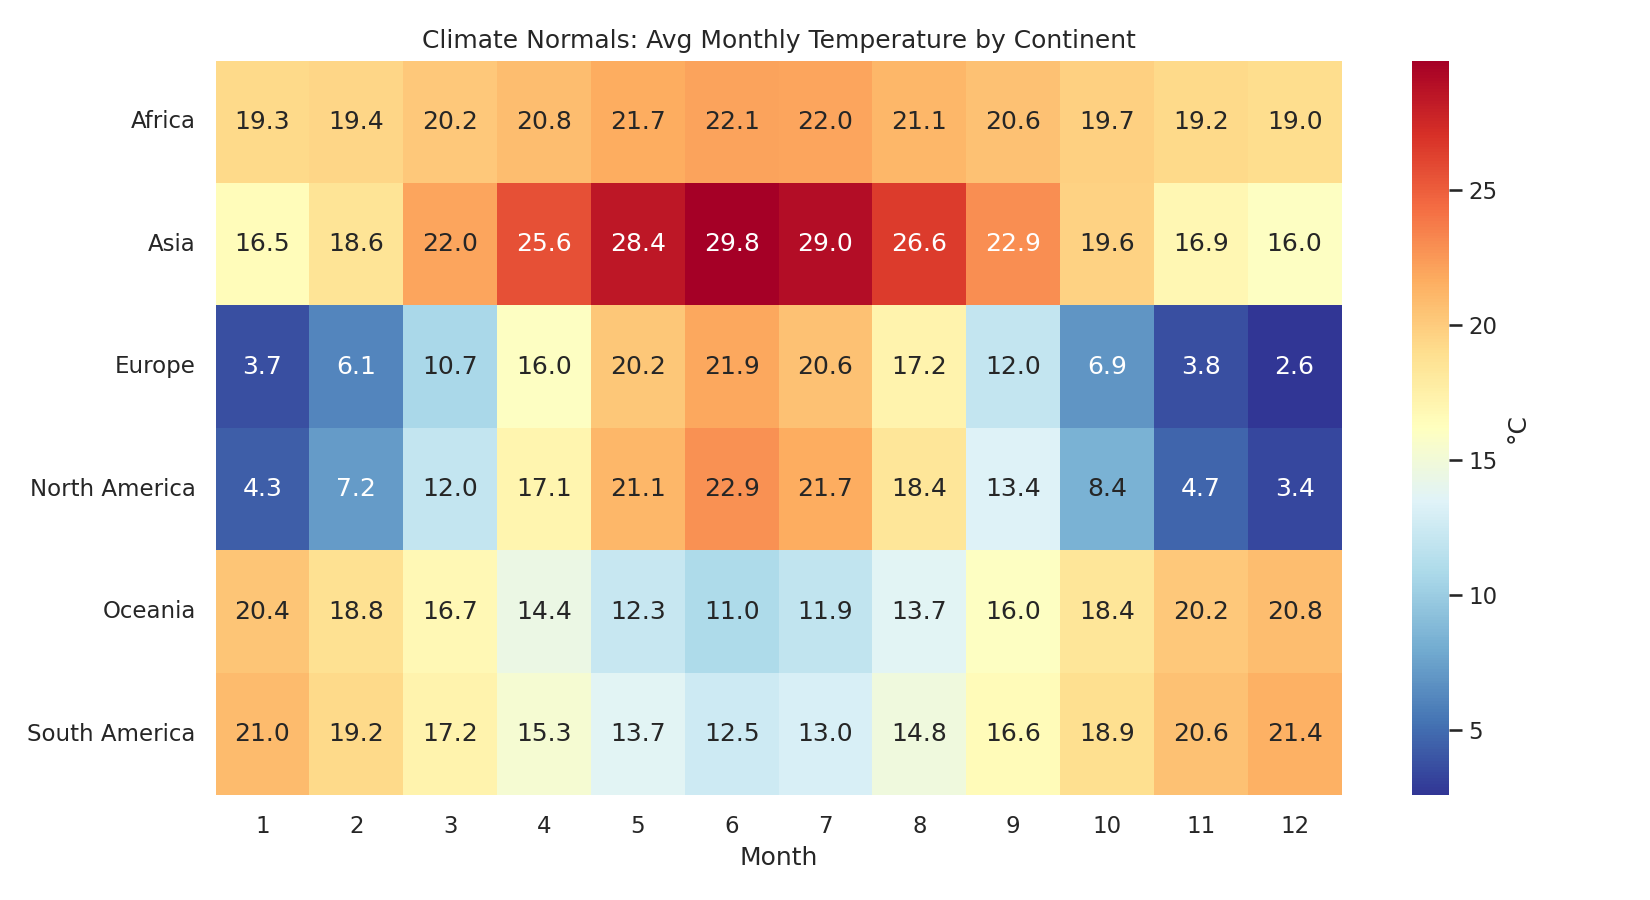 Climate Normals: Avg Monthly Temperature by Continent
Africa 19.3 19.4 20.2 20.8 21.7 22.1 22.0 21.1 20.6 19.7 19.2 19.0
25
Asia 16.5 18.6 22.0 25.6 28.4 29.8 29.0 26.6 22.9 19.6 16.9 16.0
20
Europe 3.7 6.1 10.7 16.0 20.2 21.9 20.6 17.2 12.0 6.9 3.8 2.6
°C
15
North America 4.3 7.2 12.0 17.1 21.1 22.9 21.7 18.4 13.4 8.4 4.7 3.4
10
Oceania 20.4 18.8 16.7 14.4 12.3 11.0 11.9 13.7 16.0 18.4 20.2 20.8
5
South America 21.0 19.2 17.2 15.3 13.7 12.5 13.0 14.8 16.6 18.9 20.6 21.4
1 2 3 4 5 6 7 8 9 10 11 12
Month